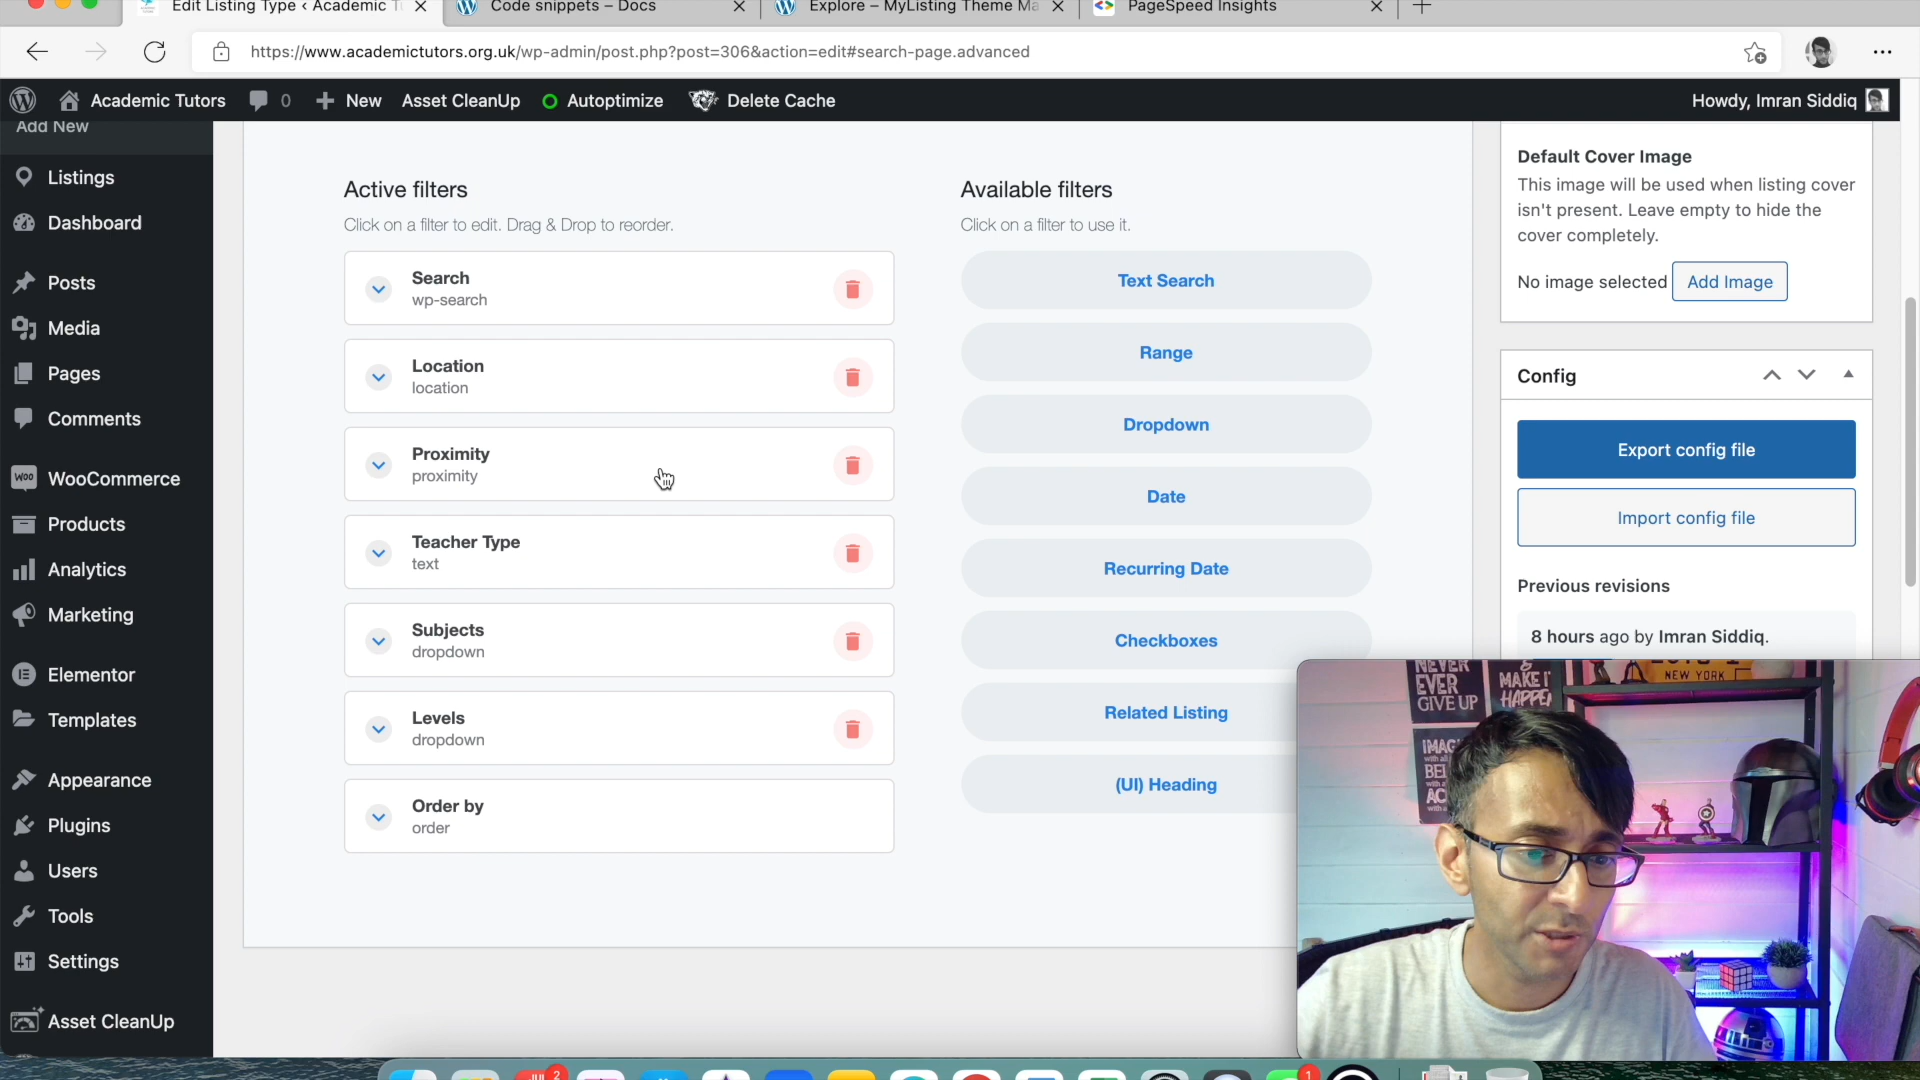 Edit Listing Type ‹ Academic T
Code snippets – Docs
Explore – MyListing Theme Ma
PageSpeed Insights
https://www.academictutors.org.uk/wp-admin/post.php?post=306&action=edit#search-page.advanced
Academic Tutors
0
New
Asset CleanUp
Autoptimize
Delete Cache
Howdy, Imran Siddiq
Add New
Listings
Dashboard
Posts
Media
Pages
Comments
WooCommerce
Products
Analytics
Marketing
Elementor
Templates
Appearance
Plugins
Users
Tools
Settings
Asset CleanUp
Active filters
Click on a filter to edit. Drag & Drop to reorder.
Search
wp-search
Location
location
Proximity
proximity
Teacher Type
text
Subjects
dropdown
Levels
dropdown
Order by
order
Available filters
Click on a filter to use it.
Text Search
Range
Dropdown
Date
Recurring Date
Checkboxes
Related Listing
(UI) Heading
Default Cover Image
This image will be used when listing cover
isn't present. Leave empty to hide the
cover completely.
No image selected
Add Image
Config
Export config file
Import config file
Previous revisions
8 hours ago by Imran Siddiq.
NEVER
EVER
GIVE UP
MAKE IT
HAPPEN
NEW YORK
2
1